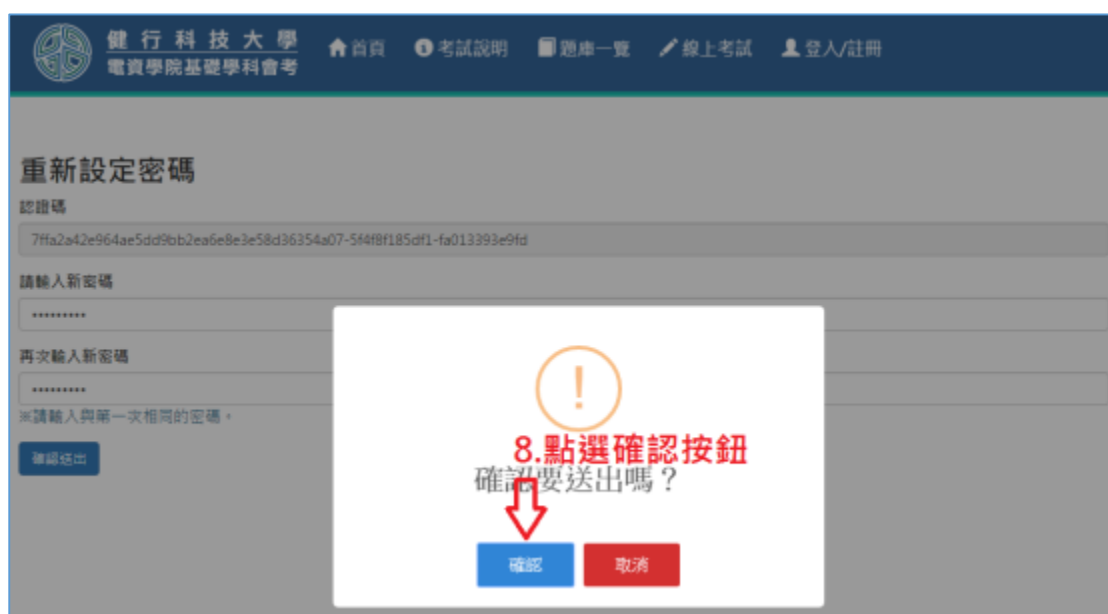 健行科技大學
電資學院基礎學科會考
首頁 考試說明 題庫一覽 線上考試 登入/註冊
重新設定密碼
認證碼
7ffa2a42e964ae5dd9bb2ea6e8e3e58d36354a07-5f4f8f185df1-fa013393e9fd
請輸入新密碼
•••••••••
再次輸入新密碼
•••••••••
※請輸入與第一次相同的密碼。
確認送出
8.點選確認按鈕
確認要送出嗎？
確認 取消